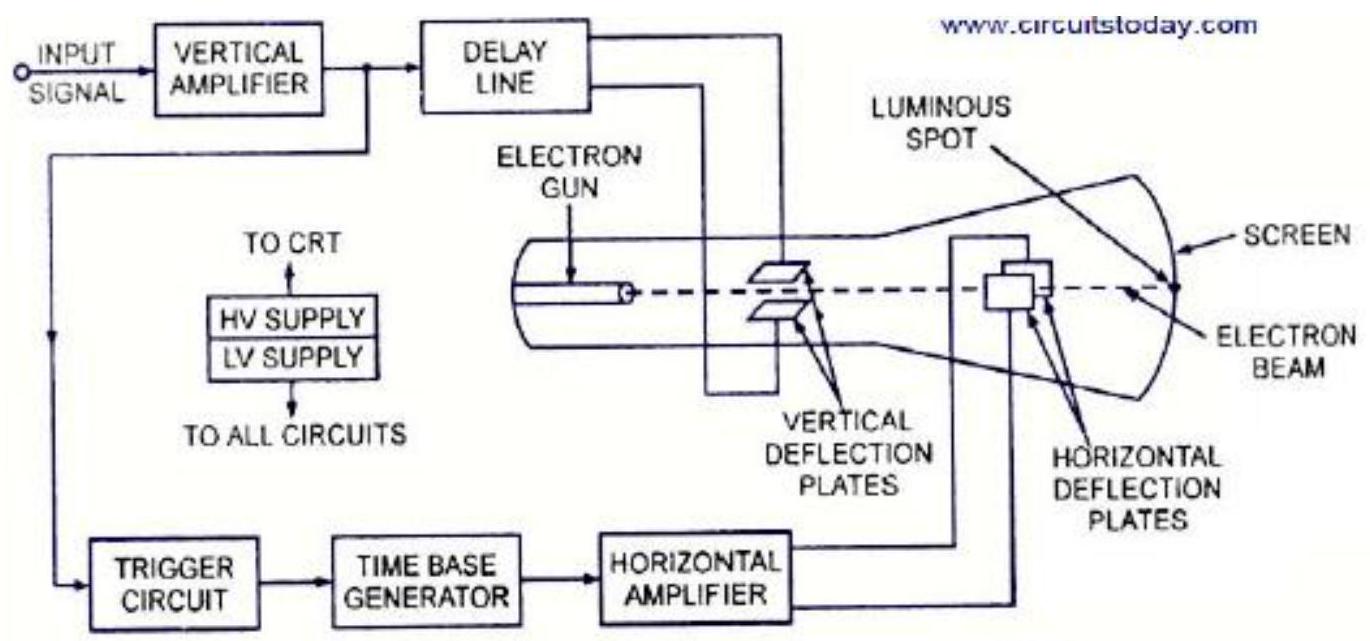 www.circuitstoday.com
INPUT
SIGNAL
VERTICAL
AMPLIFIER
DELAY
LINE
LUMINOUS
SPOT
ELECTRON
GUN
SCREEN
TO CRT
HV SUPPLY
LV SUPPLY
TO ALL CIRCUITS
ELECTRON
BEAM
VERTICAL
DEFLECTION
PLATES
HORIZONTAL
DEFLECTION
PLATES
TRIGGER
CIRCUIT
TIME BASE
GENERATOR
HORIZONTAL
AMPLIFIER